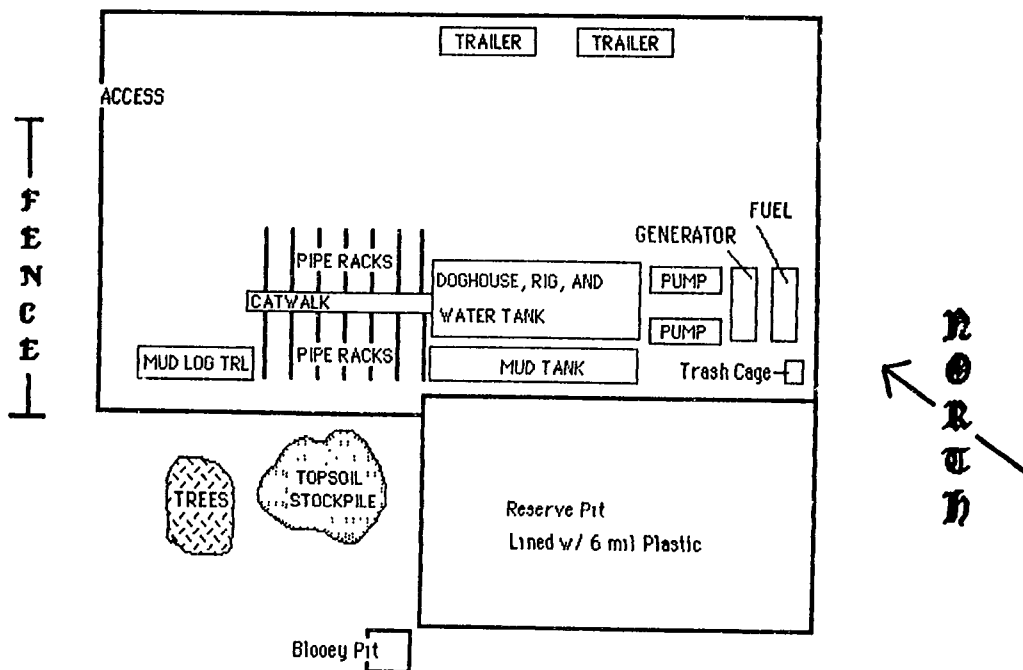 TRAILER
TRAILER
ACCESS
FENCE
FUEL
GENERATOR
PIPE RACKS
DOGHOUSE, RIG, AND
WATER TANK
PUMP
CATWALK
PUMP
MUD LOG TRL
PIPE RACKS
MUD TANK
Trash Cage
NORTH
TREES
TOPSOIL
STOCKPILE
Reserve Pit
Lined w/ 6 mil Plastic
Blooey Pit